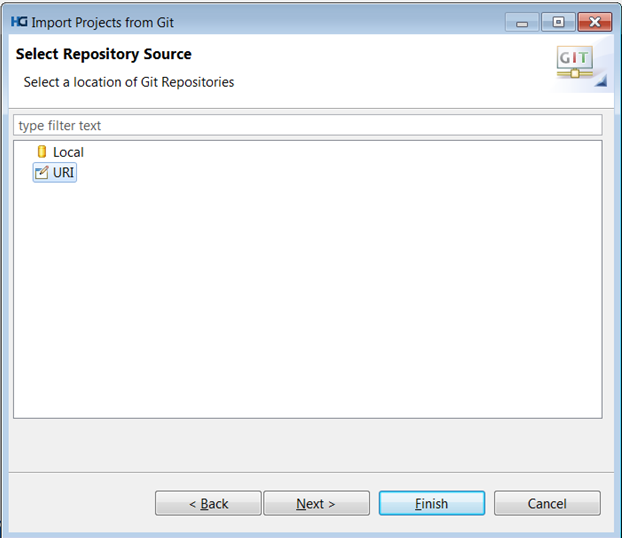 HG Import Projects from Git
Select Repository Source
Select a location of Git Repositories
GIT
type filter text
Local
URI
< Back
Next >
Finish
Cancel